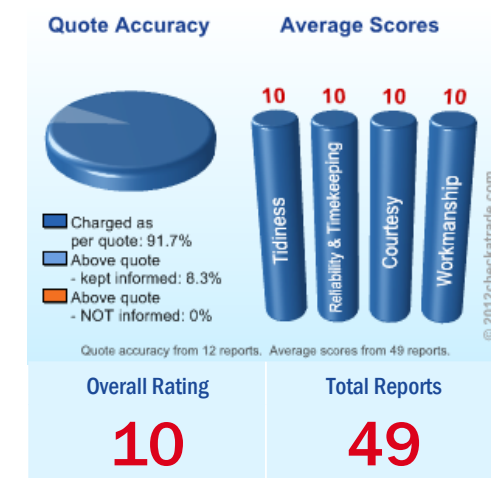 Quote Accuracy
Average Scores
10 10 10 10
Tidiness
Reliability & Timekeeping
Courtesy
Workmanship
Charged as
per quote: 91.7%
Above quote
- kept informed: 8.3%
Above quote
- NOT informed: 0%
© 2012checkatrade.com
Quote accuracy from 12 reports. Average scores from 49 reports.
Overall Rating
10
Total Reports
49